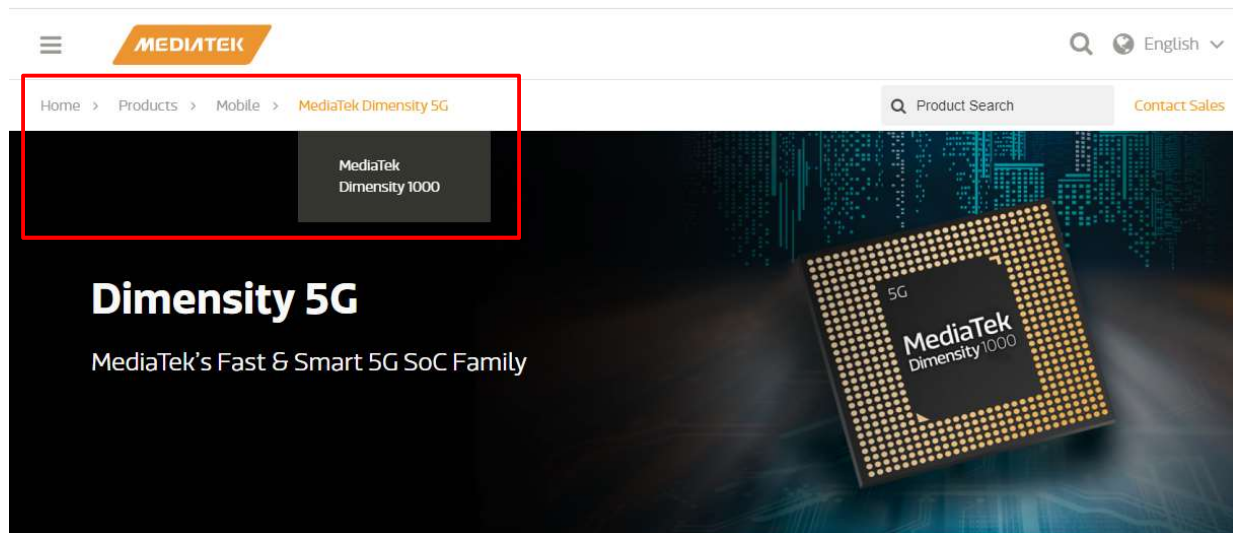 MEDIATEK
English
Home > Products > Mobile > MediaTek Dimensity 5G
Product Search
Contact Sales
MediaTek
Dimensity 1000
Dimensity 5G
MediaTek's Fast & Smart 5G SoC Family
5G
MediaTek
Dimensity 1000